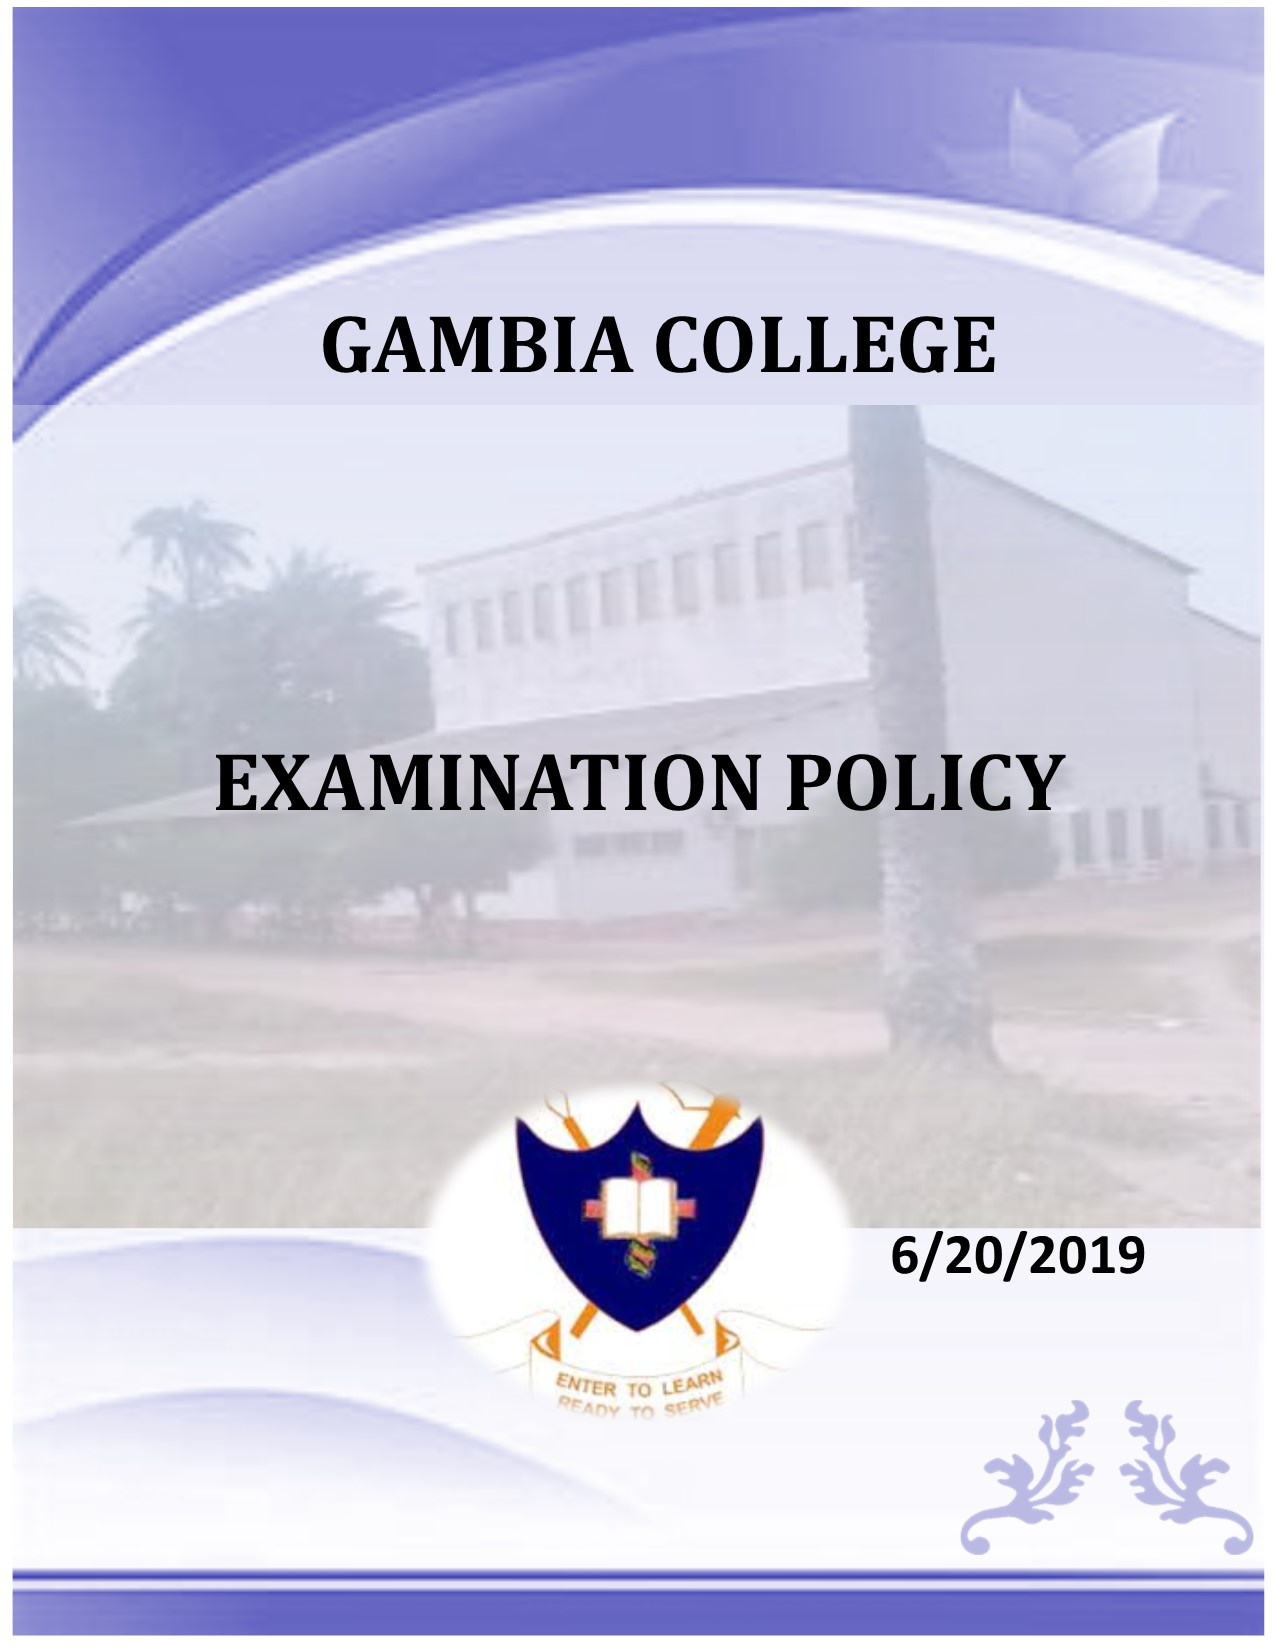 GAMBIA COLLEGE
EXAMINATION POLICY
6/20/2019
ENTER TO LEARN
READY TO SERVE